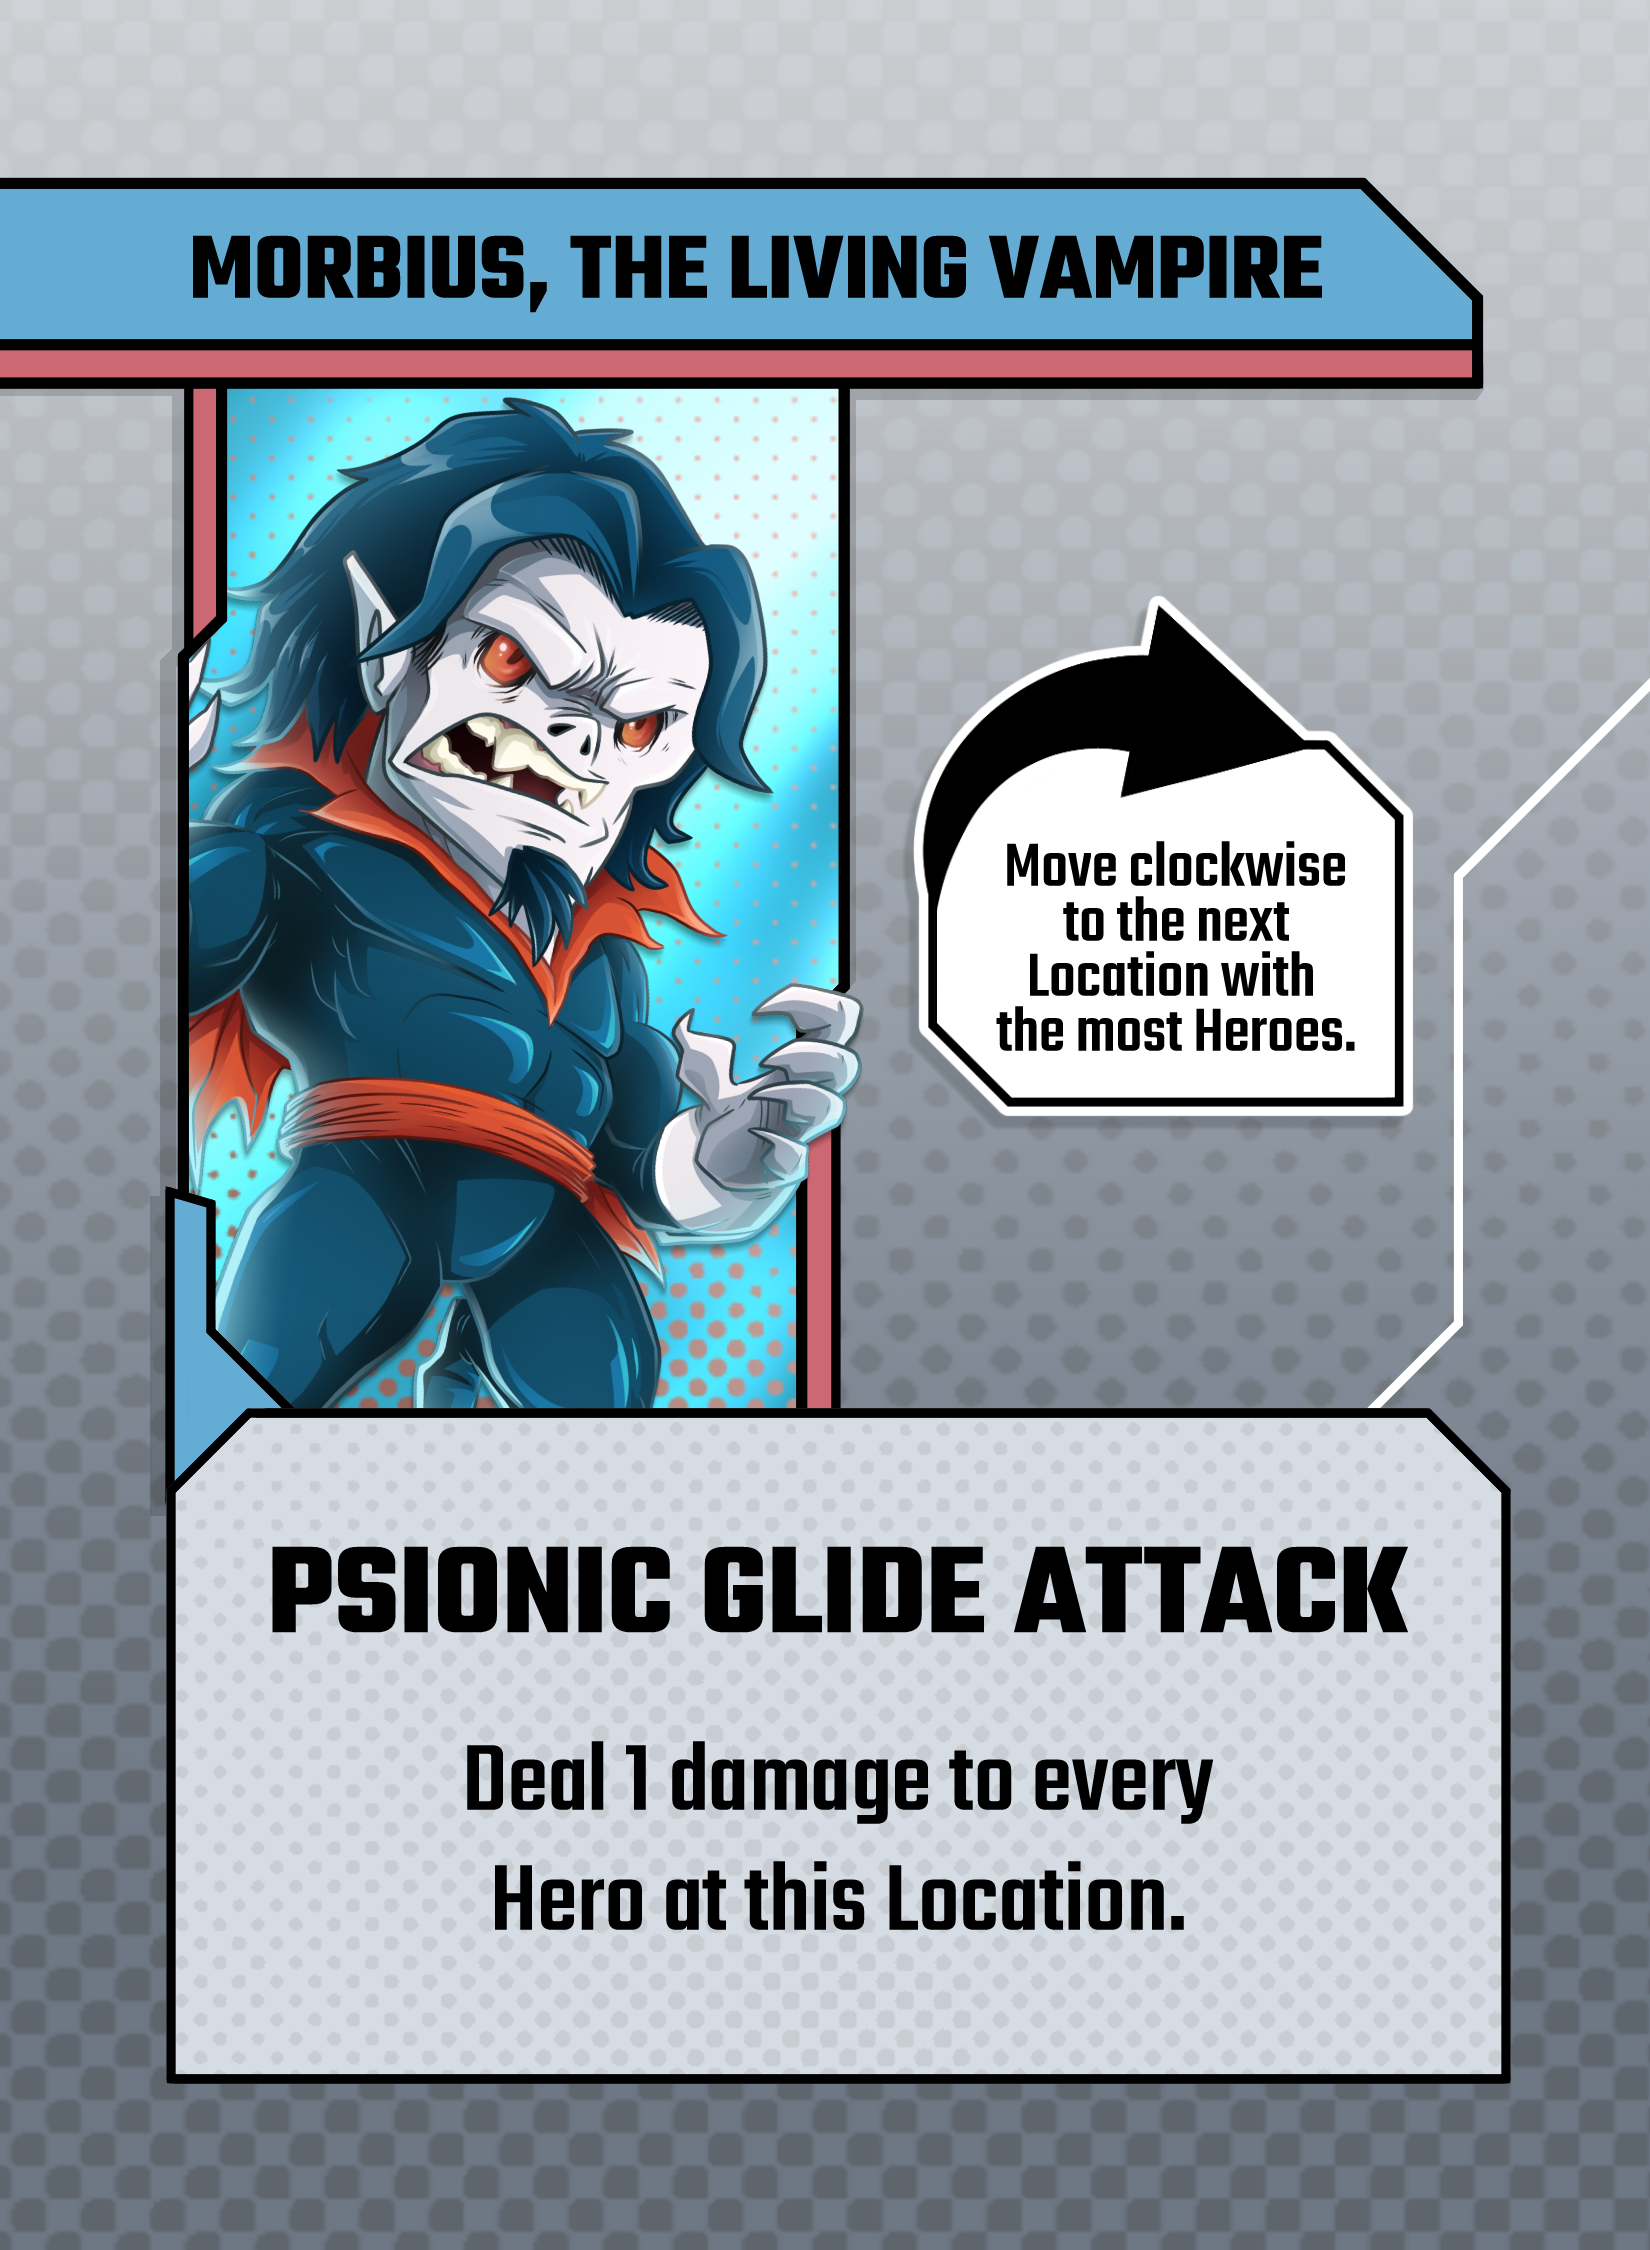 MORBIUS, THE LIVING VAMPIRE
Move clockwise
to the next
Location with
the most Heroes.
PSIONIC GLIDE ATTACK
Deal 1 damage to every
Hero at this Location.